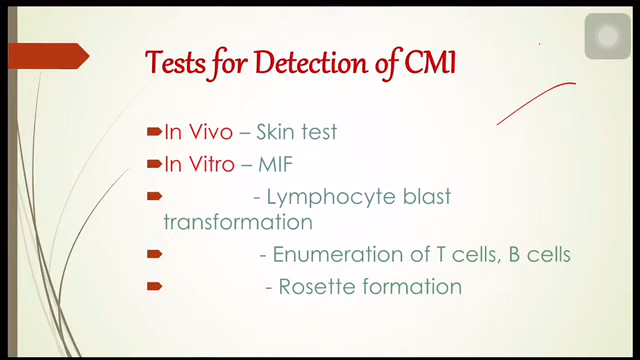 Tests for Detection of CMI
In Vivo – Skin test
In Vitro – MIF
- Lymphocyte blast
transformation
- Enumeration of T cells, B cells
- Rosette formation